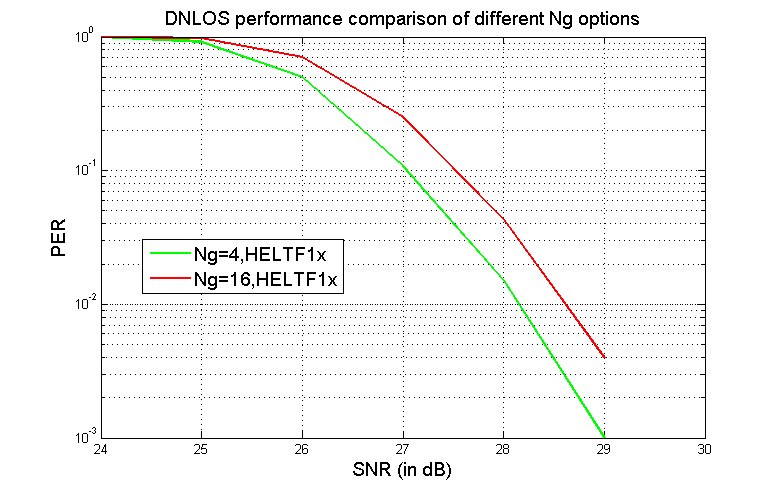 DNLOS performance comparison of different Ng options
10^0
10^-1
10^-2
10^-3
PER
Ng=4,HELTF1x
Ng=16,HELTF1x
24 25 26 27 28 29 30
SNR (in dB)